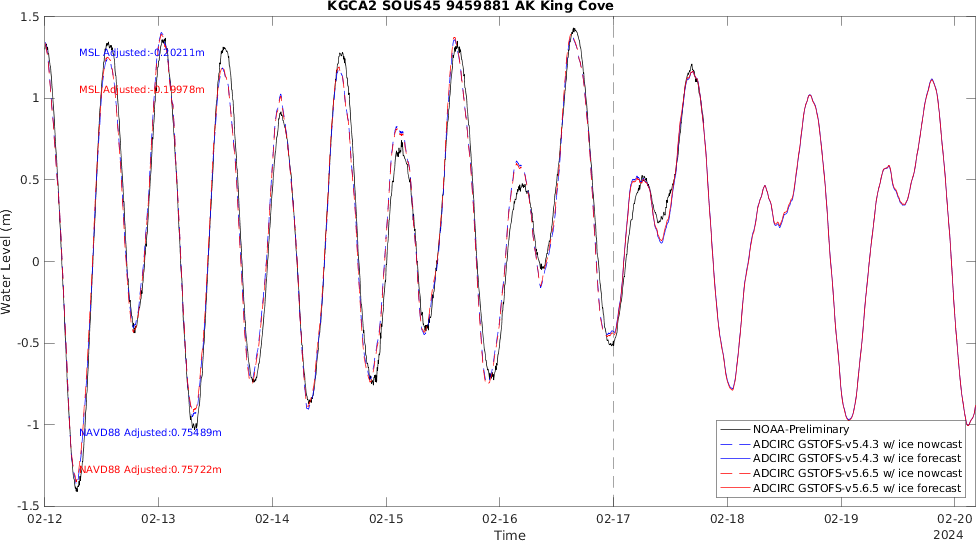 KGCA2 SOUS45 9459881 AK King Cove
1.5
1
0.5
0
-0.5
-1
-1.5
Water Level (m)
MSL Adjusted:-0.20211m
MSL Adjusted:-0.19978m
NAVD88 Adjusted:0.75489m
NAVD88 Adjusted:0.75722m
NOAA-Preliminary
ADCIRC GSTOFS-v5.4.3 w/ ice nowcast
ADCIRC GSTOFS-v5.4.3 w/ ice forecast
ADCIRC GSTOFS-v5.6.5 w/ ice nowcast
ADCIRC GSTOFS-v5.6.5 w/ ice forecast
02-12 02-13 02-14 02-15 02-16 02-17 02-18 02-19 02-20
Time 2024